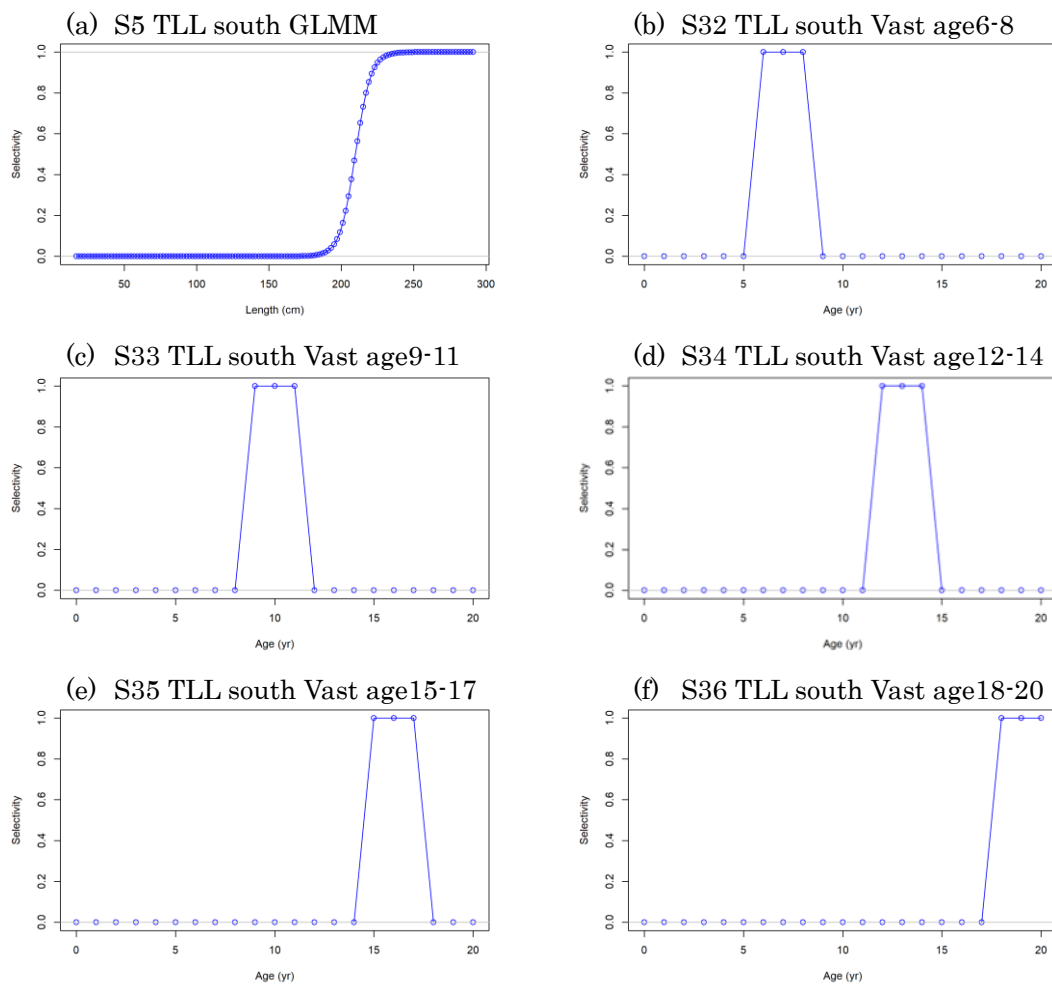 (a) S5 TLL south GLMM
Selectivity
0.0 0.2 0.4 0.6 0.8 1.0
50 100 150 200 250 300
Length (cm)
(b) S32 TLL south Vast age6-8
Selectivity
0.0 0.2 0.4 0.6 0.8 1.0
0 5 10 15 20
Age (yr)
(c) S33 TLL south Vast age9-11
Selectivity
0.0 0.2 0.4 0.6 0.8 1.0
0 5 10 15 20
Age (yr)
(d) S34 TLL south Vast age12-14
Selectivity
0.0 0.2 0.4 0.6 0.8 1.0
0 5 10 15 20
Age (yr)
(e) S35 TLL south Vast age15-17
Selectivity
0.0 0.2 0.4 0.6 0.8 1.0
0 5 10 15 20
Age (yr)
(f) S36 TLL south Vast age18-20
Selectivity
0.0 0.2 0.4 0.6 0.8 1.0
0 5 10 15 20
Age (yr)